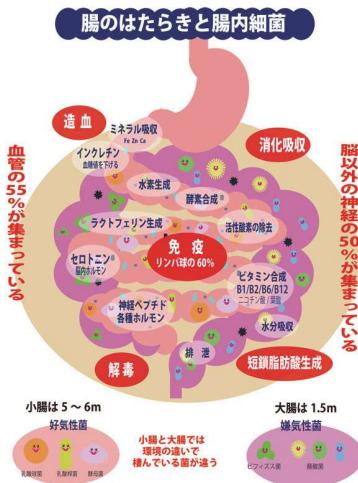 腸のはたらきと腸内細菌
造血
ミネラル吸収
Fe Zn Ca
インクレチン
血糖値を下げる
消化吸収
水素生成
酵素合成
ラクトフェリン生成
活性酸素の除去
免疫
リンパ球の60%
セロトニン
脳内ホルモン
ビタミン合成
B1/B2/B6/B12
ニコチン酸/葉酸
神経ペプチド
各種ホルモン
水分吸収
排泄
解毒
短鎖脂肪酸生成
血管の55%が集まっている
脳以外の神経の50%が集まっている
小腸は5～6m
好気性菌
乳酸球菌
乳酸桿菌
酵母菌
小腸と大腸では
環境の違いで
棲んでいる菌が違う
大腸は1.5m
嫌気性菌
ビフィズス菌
酪酸菌